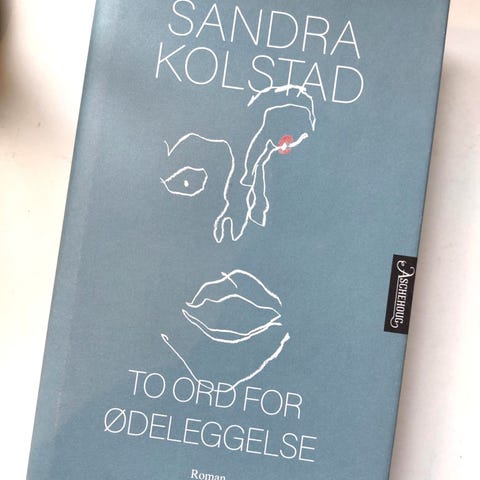 SANDRA
KOLSTAD
ASCHEHOUG
TO ORD FOR
ØDELEGGELSE
Roman